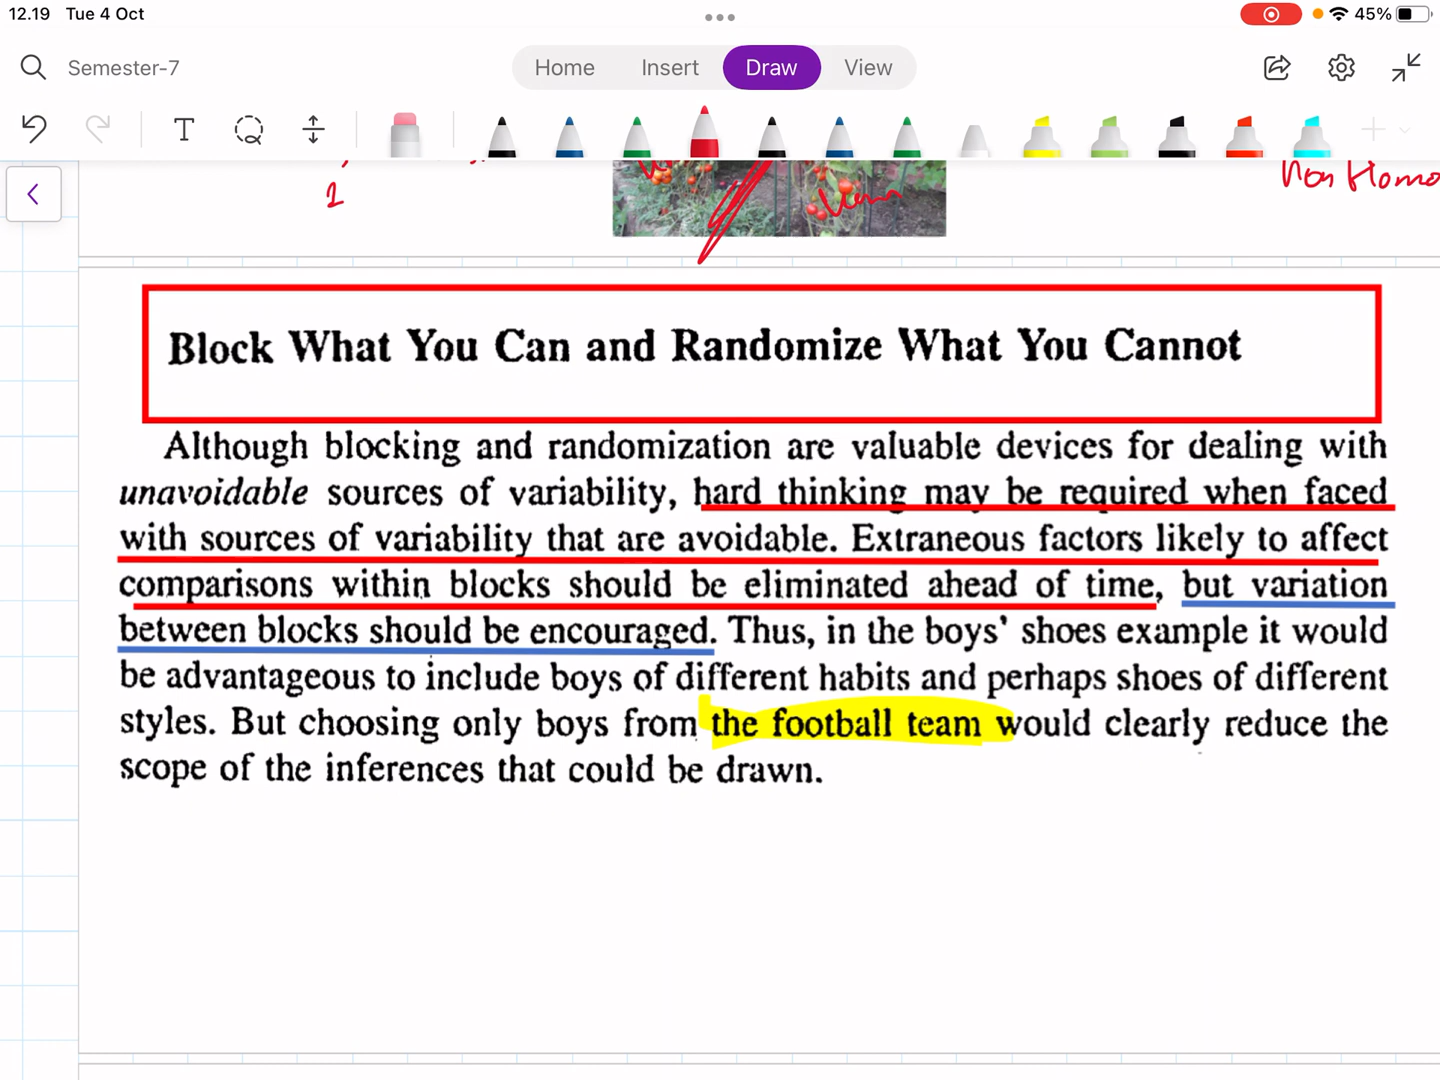 12.19 Tue 4 Oct 45%
Semester-7 Home Insert Draw View
T
1
Non Homo
Block What You Can and Randomize What You Cannot
Although blocking and randomization are valuable devices for dealing with
unavoidable sources of variability, hard thinking may be required when faced
with sources of variability that are avoidable. Extraneous factors likely to affect
comparisons within blocks should be eliminated ahead of time, but variation
between blocks should be encouraged. Thus, in the boys' shoes example it would
be advantageous to include boys of different habits and perhaps shoes of different
styles. But choosing only boys from the football team would clearly reduce the
scope of the inferences that could be drawn.